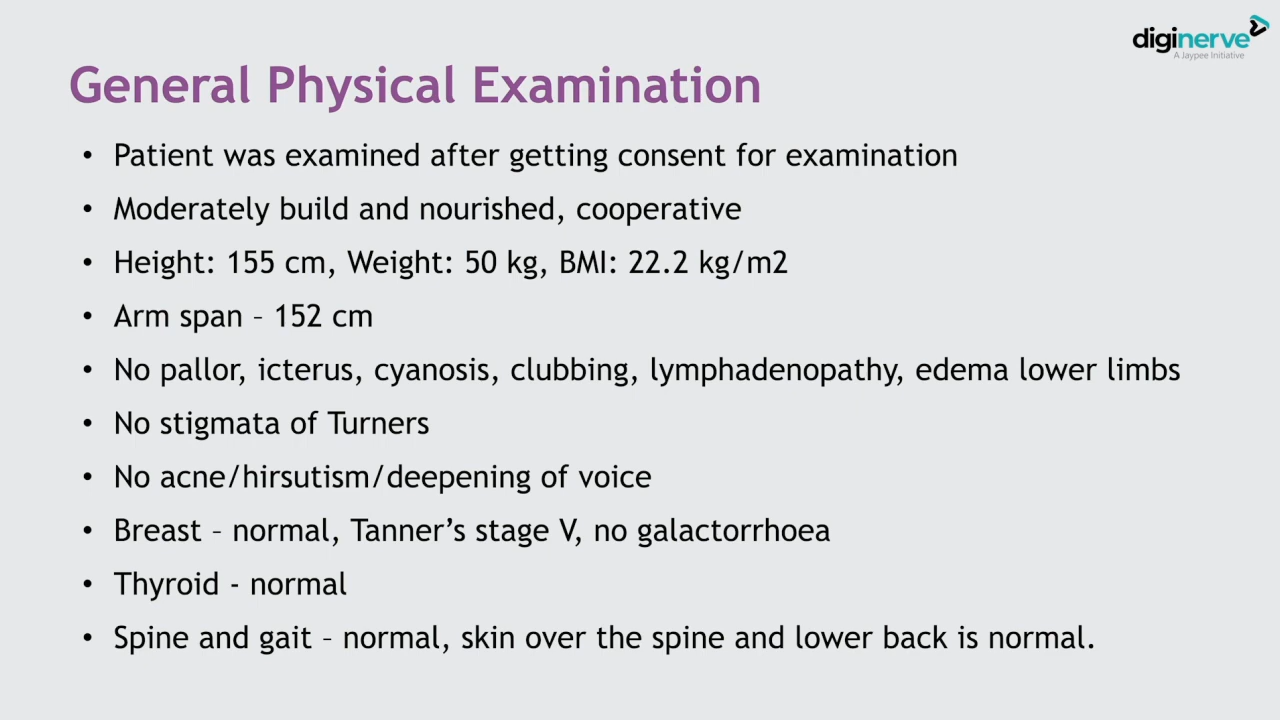 diginerve
A Jaypee Initiative
General Physical Examination
• Patient was examined after getting consent for examination
• Moderately build and nourished, cooperative
• Height: 155 cm, Weight: 50 kg, BMI: 22.2 kg/m2
• Arm span – 152 cm
• No pallor, icterus, cyanosis, clubbing, lymphadenopathy, edema lower limbs
• No stigmata of Turners
• No acne/hirsutism/deepening of voice
• Breast – normal, Tanner’s stage V, no galactorrhoea
• Thyroid - normal
• Spine and gait – normal, skin over the spine and lower back is normal.